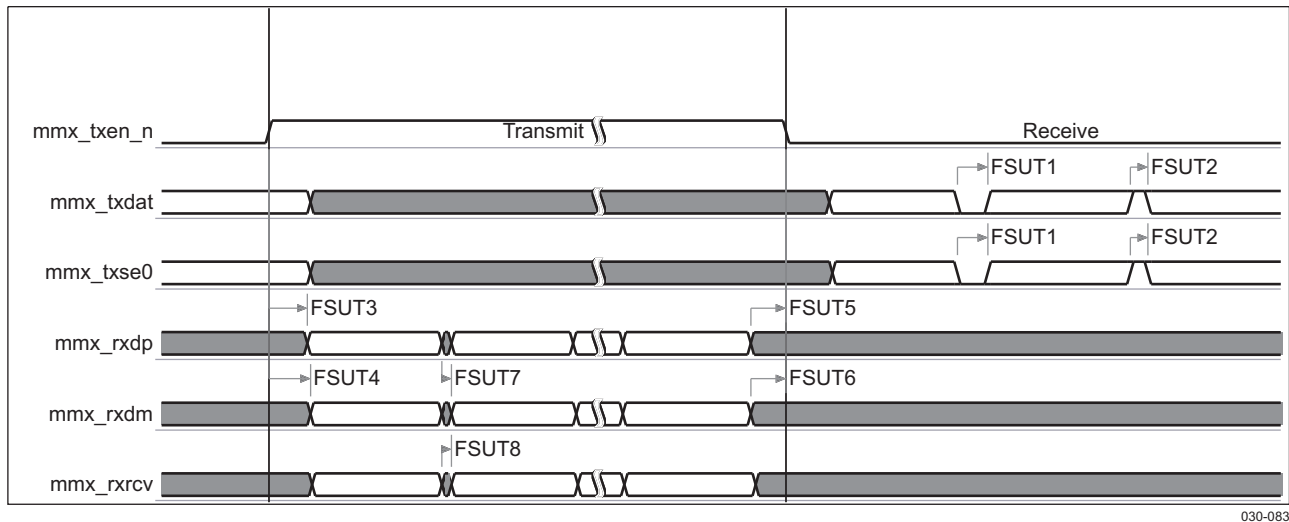 mmx_txen_n
Transmit
Receive
FSUT1
FSUT2
mmx_txdat
FSUT1
FSUT2
mmx_txse0
FSUT3
FSUT5
mmx_rxdp
FSUT4
FSUT7
FSUT6
mmx_rxdm
FSUT8
mmx_rxrcv
030-083